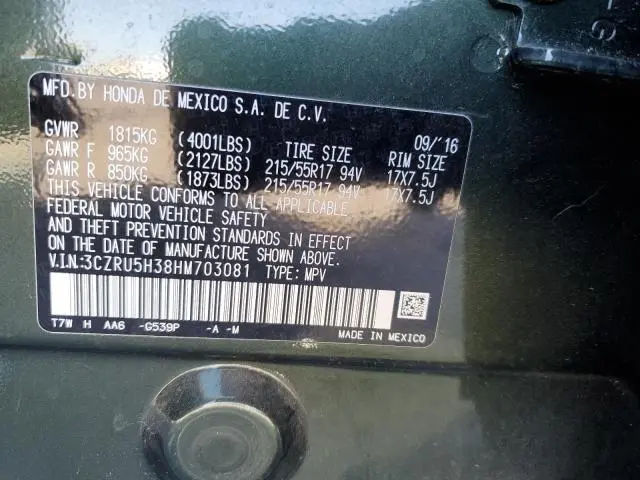 MFD.BY HONDA DE MEXICO S.A. DE C.V.
09/'16
GVWR 1815KG (4001LBS) TIRE SIZE RIM SIZE
GAWR F 965KG (2127LBS) 215/55R17 94V 17X7.5J
GAWR R 850KG (1873LBS) 215/55R17 94V 17X7.5J
THIS VEHICLE CONFORMS TO ALL APPLICABLE
FEDERAL MOTOR VEHICLE SAFETY
AND THEFT PREVENTION STANDARDS IN EFFECT
ON THE DATE OF MANUFACTURE SHOWN ABOVE.
V.I.N.:3CZRU5H38HM703081 TYPE: MPV
T7W H AA6 -G539P -A -M
MADE IN MEXICO